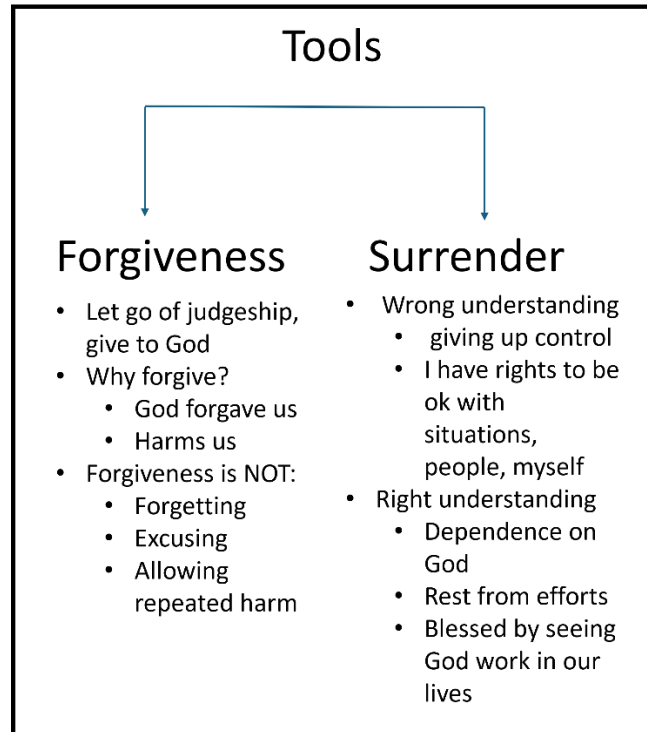 Tools
Forgiveness
• Let go of judgeship,
give to God
• Why forgive?
• God forgave us
• Harms us
• Forgiveness is NOT:
• Forgetting
• Excusing
• Allowing
repeated harm
Surrender
• Wrong understanding
• giving up control
• I have rights to be
ok with
situations,
people, myself
• Right understanding
• Dependence on
God
• Rest from efforts
• Blessed by seeing
God work in our
lives